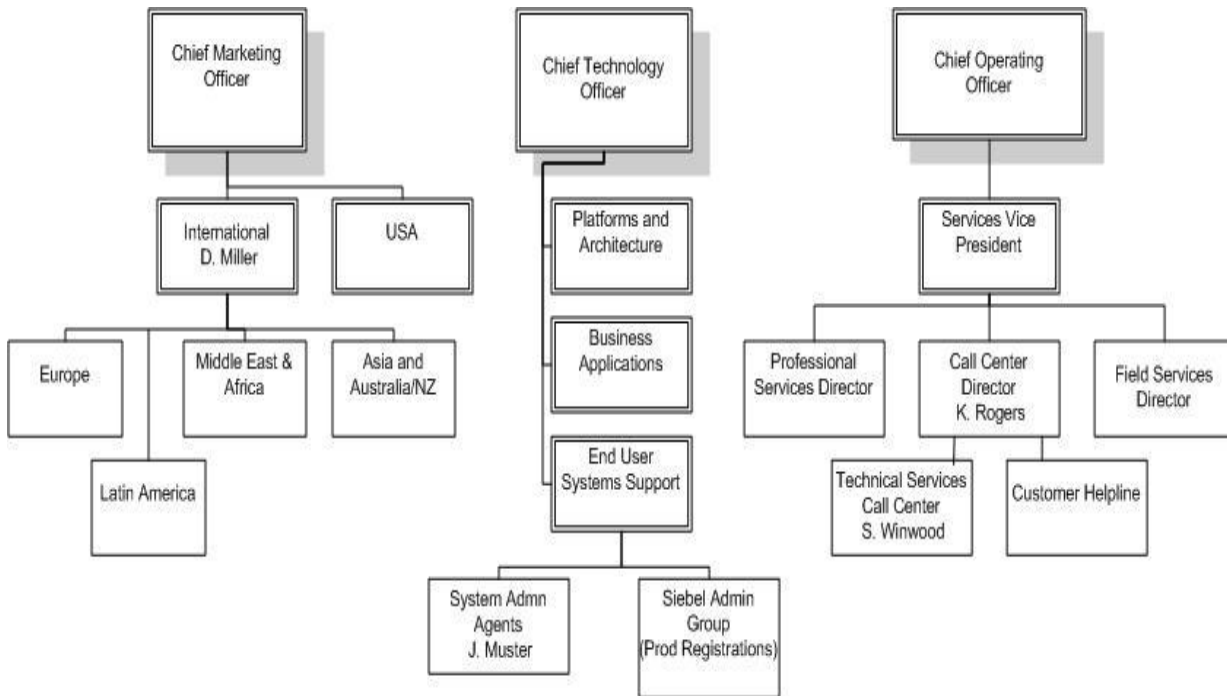 Chief Marketing
Officer
Chief Technology
Officer
Chief Operating
Officer
International
D. Miller
USA
Platforms and
Architecture
Services Vice
President
Europe
Middle East &
Africa
Asia and
Australia/NZ
Business
Applications
Professional
Services Director
Call Center
Director
K. Rogers
Field Services
Director
Latin America
End User
Systems Support
Technical Services
Call Center
S. Winwood
Customer Helpline
System Admn
Agents
J. Muster
Siebel Admin
Group
(Prod Registrations)